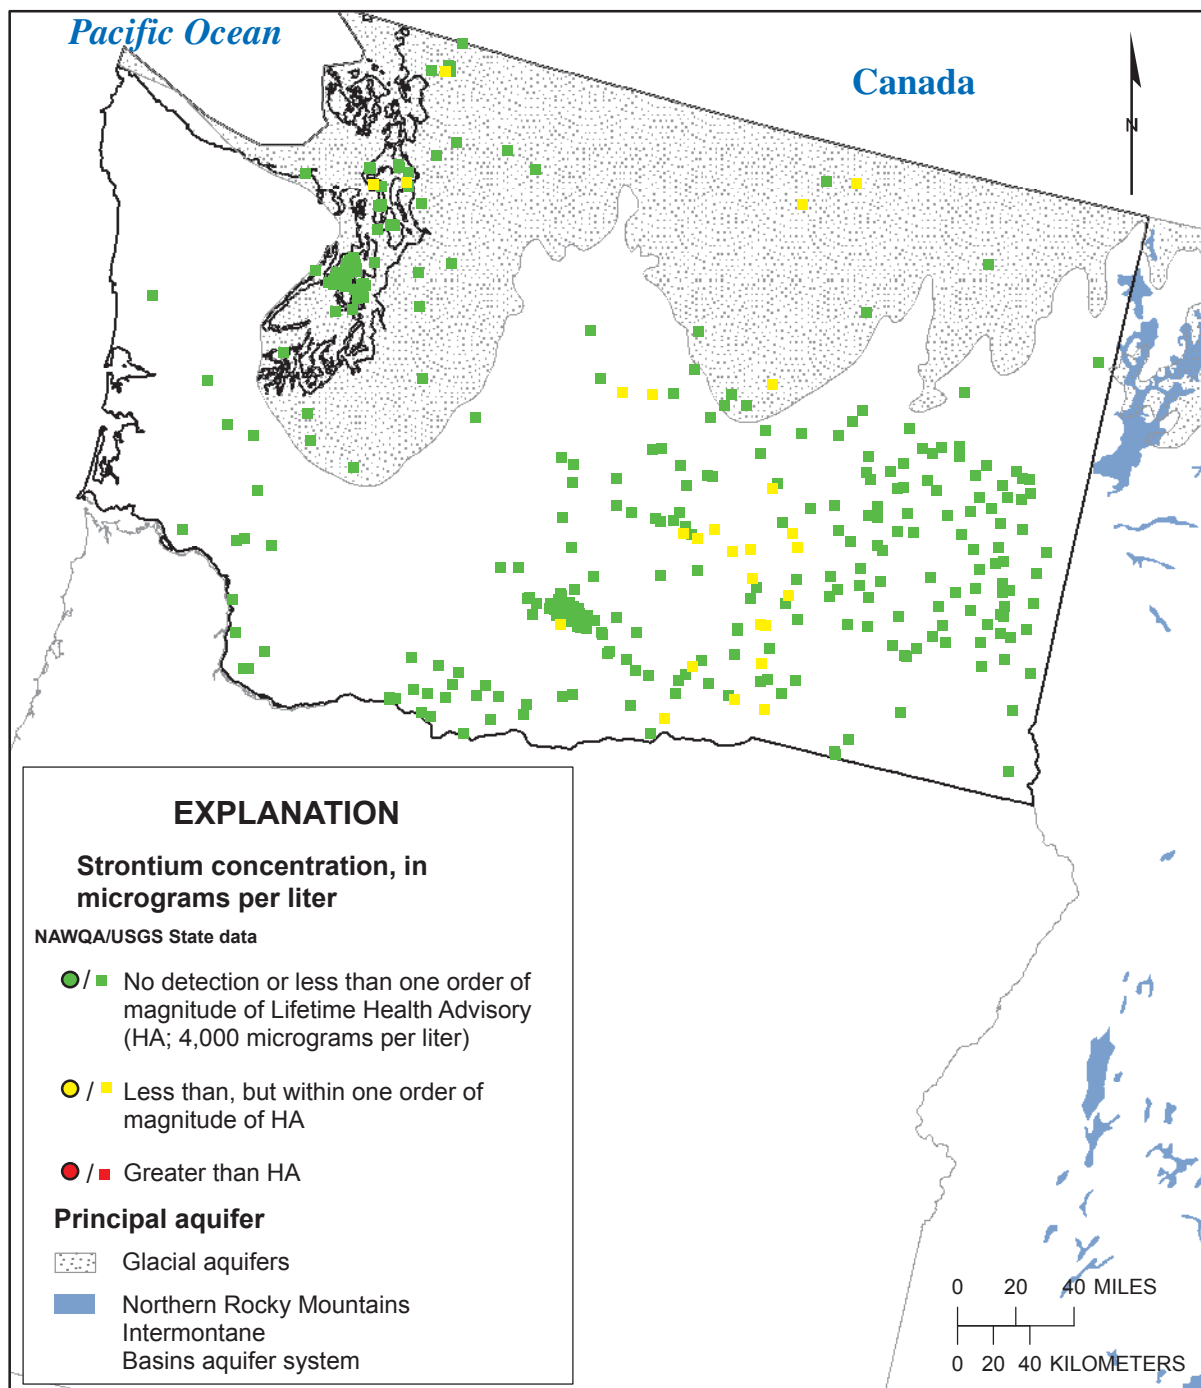 Pacific Ocean
Canada
N
EXPLANATION
Strontium concentration, in
micrograms per liter
NAWQA/USGS State data
/ No detection or less than one order of
magnitude of Lifetime Health Advisory
(HA; 4,000 micrograms per liter)
/ Less than, but within one order of
magnitude of HA
/ Greater than HA
Principal aquifer
Glacial aquifers
Northern Rocky Mountains
Intermontane
Basins aquifer system
0 20 40 MILES
0 20 40 KILOMETERS